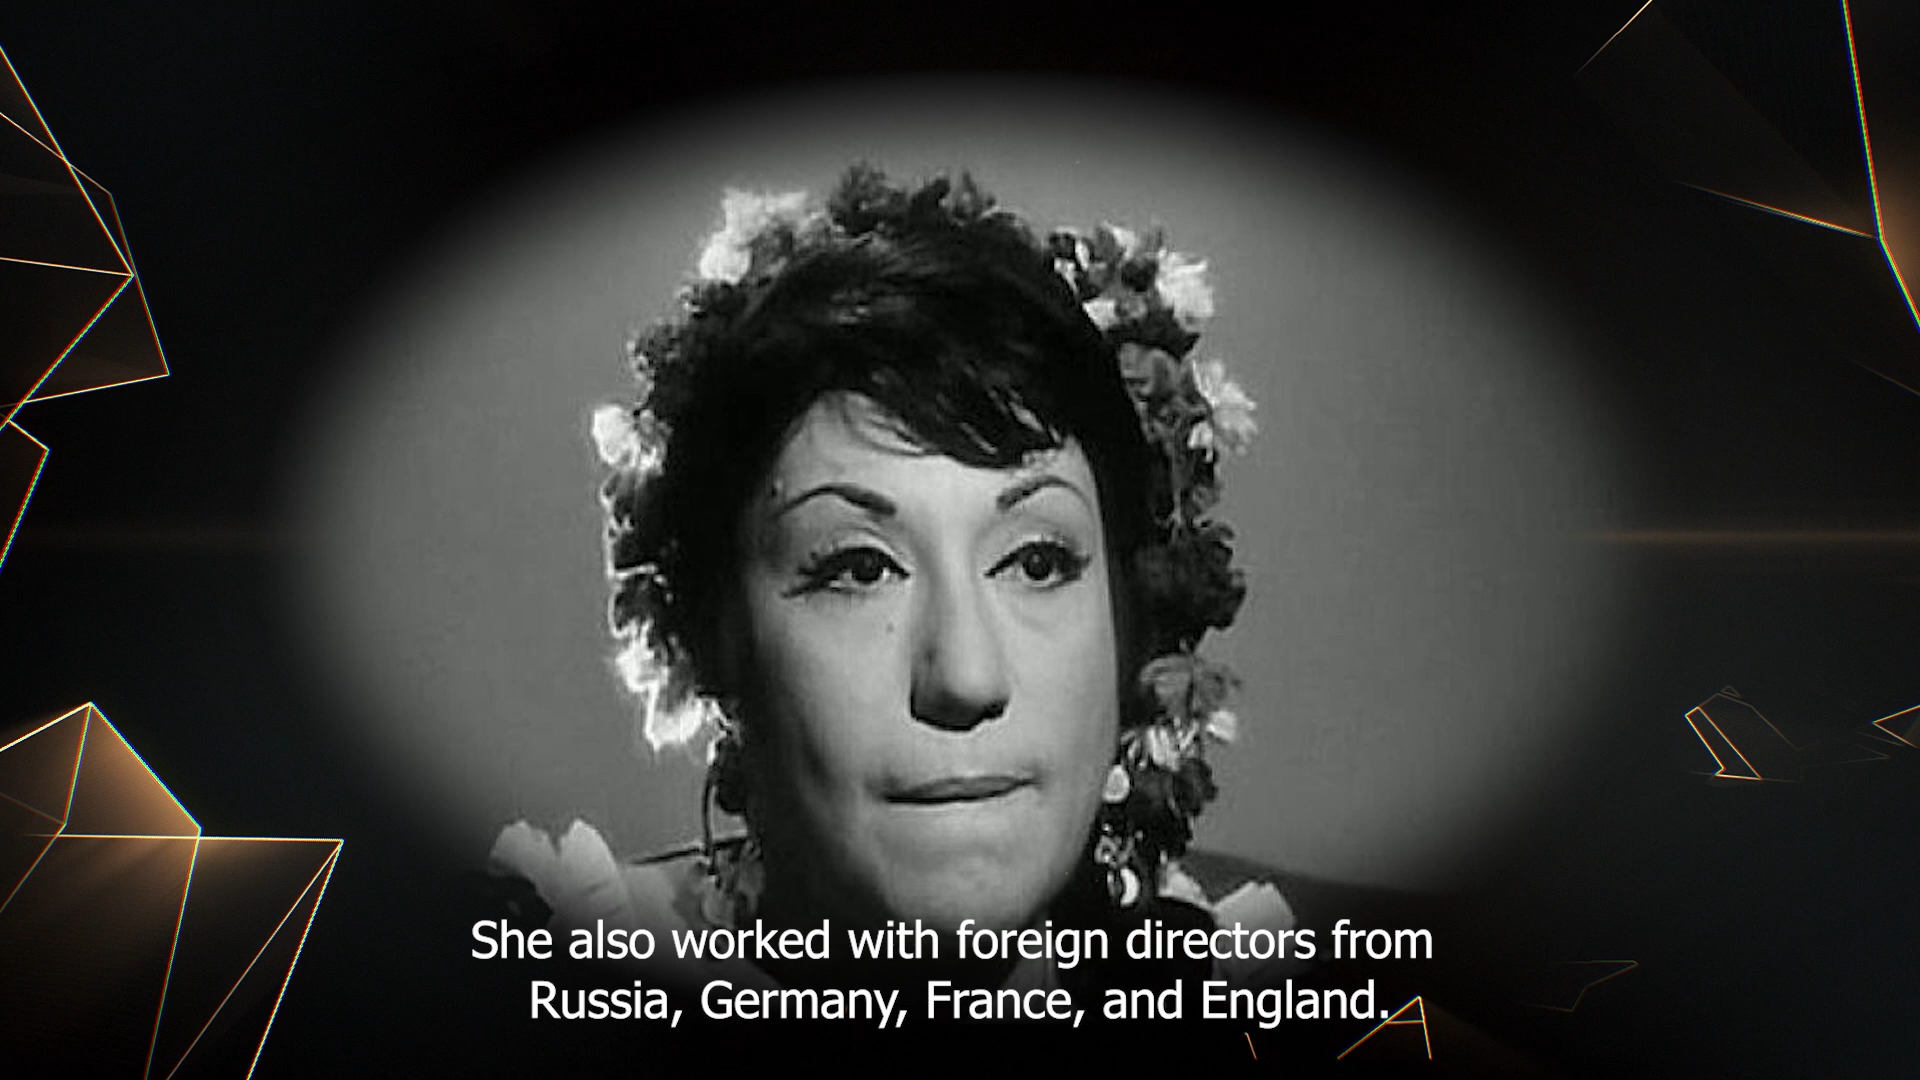 She also worked with foreign directors from
Russia, Germany, France, and England.